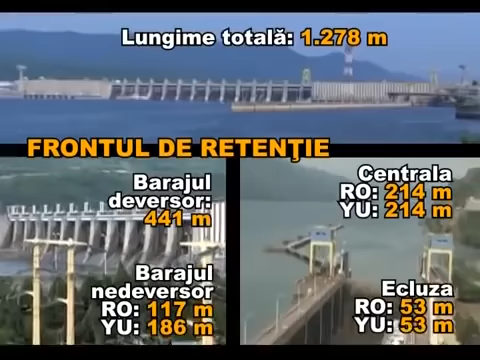 Lungime totală: 1.278 m
FRONTUL DE RETENŢIE
Barajul
deversor:
441 m
Barajul
nedeversor
RO: 117 m
YU: 186 m
Centrala
RO: 214 m
YU: 214 m
Ecluza
RO: 53 m
YU: 53 m